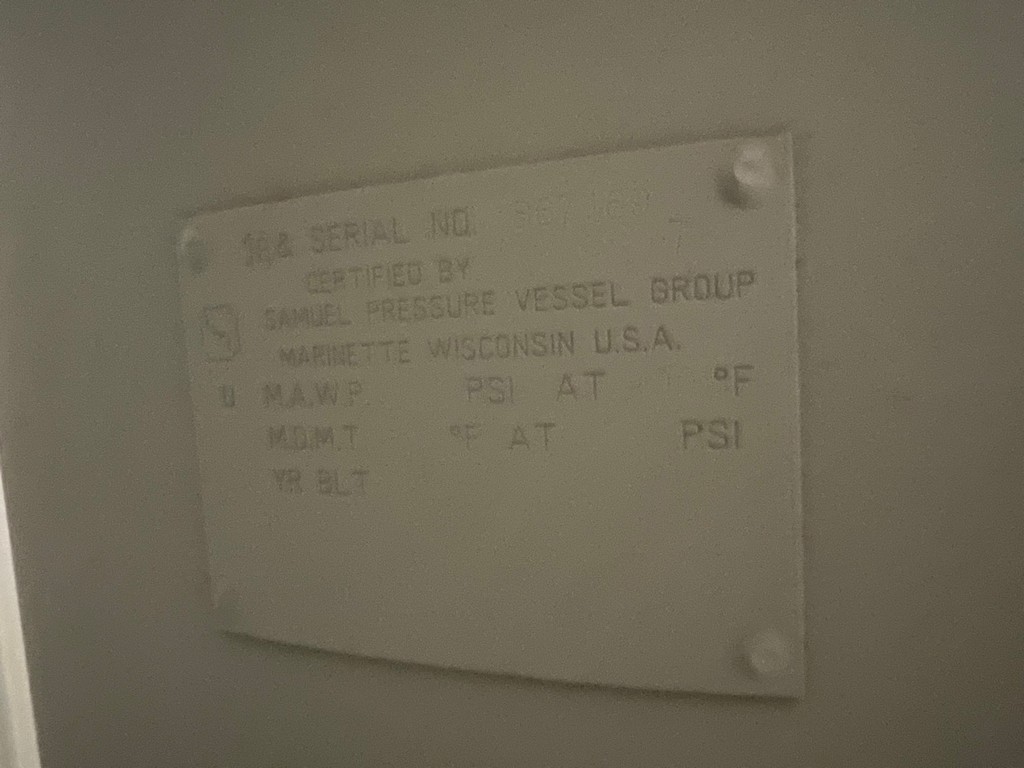 SERIAL NO.
CERTIFIED BY
SAMUEL PRESSURE VESSEL GROUP
MARINETTE WISCONSIN U.S.A.
U M.A.W.P. PSI AT °F
M.D.M.T °F AT PSI
YR BLT